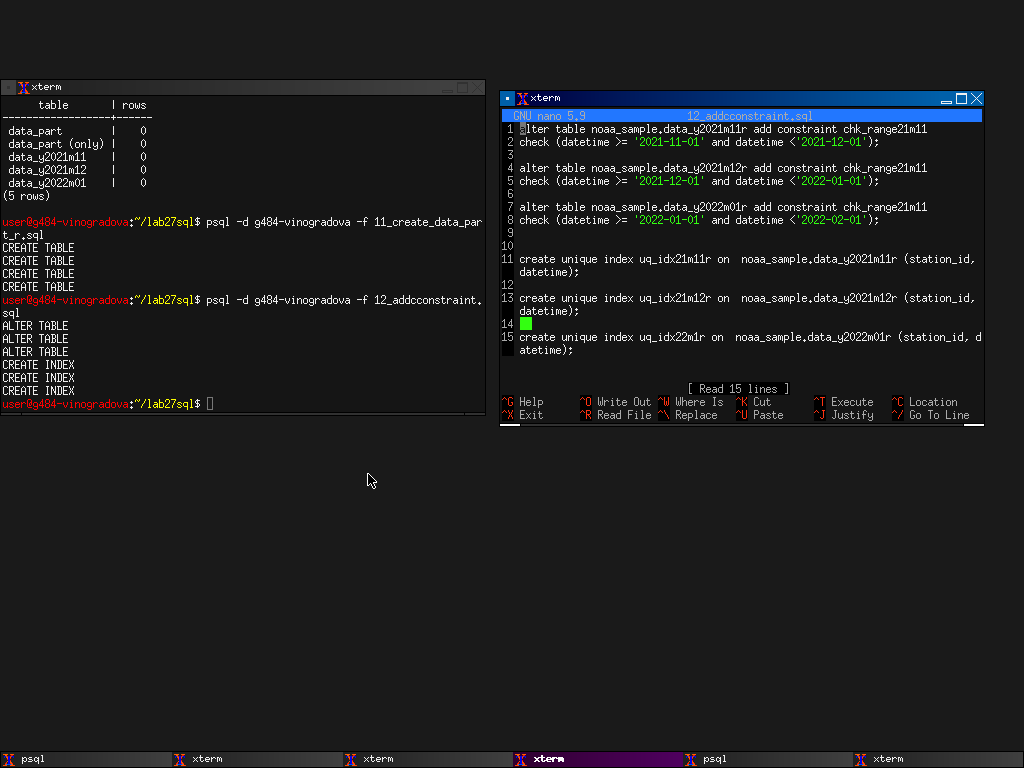 xterm
table | rows
------------------+------
data_part | 0
data_part (only) | 0
data_y2021m11 | 0
data_y2021m12 | 0
data_y2022m01 | 0
(5 rows)
user@g484-vinogradova:~/lab27sql$ psql -d g484-vinogradova -f 11_create_data_par
t_r.sql
CREATE TABLE
CREATE TABLE
CREATE TABLE
CREATE TABLE
user@g484-vinogradova:~/lab27sql$ psql -d g484-vinogradova -f 12_addcconstraint.
sql
ALTER TABLE
ALTER TABLE
ALTER TABLE
CREATE INDEX
CREATE INDEX
CREATE INDEX
user@g484-vinogradova:~/lab27sql$
xterm
GNU nano 5.9 12_addcconstraint.sql
1 alter table noaa_sample.data_y2021m11r add constraint chk_range21m11
2 check (datetime >= '2021-11-01' and datetime <'2021-12-01');
3
4 alter table noaa_sample.data_y2021m12r add constraint chk_range21m11
5 check (datetime >= '2021-12-01' and datetime <'2022-01-01');
6
7 alter table noaa_sample.data_y2022m01r add constraint chk_range21m11
8 check (datetime >= '2022-01-01' and datetime <'2022-02-01');
9
10
11 create unique index uq_idx21m11r on  noaa_sample.data_y2021m11r (station_id,
datetime);
12
13 create unique index uq_idx21m12r on  noaa_sample.data_y2021m12r (station_id,
datetime);
14
15 create unique index uq_idx22m1r on  noaa_sample.data_y2022m01r (station_id, d
atetime);
[ Read 15 lines ]
^G Help ^O Write Out ^W Where Is ^K Cut ^T Execute ^C Location
^X Exit ^R Read File ^\ Replace ^U Paste ^J Justify ^/ Go To Line
psql xterm xterm xterm psql xterm